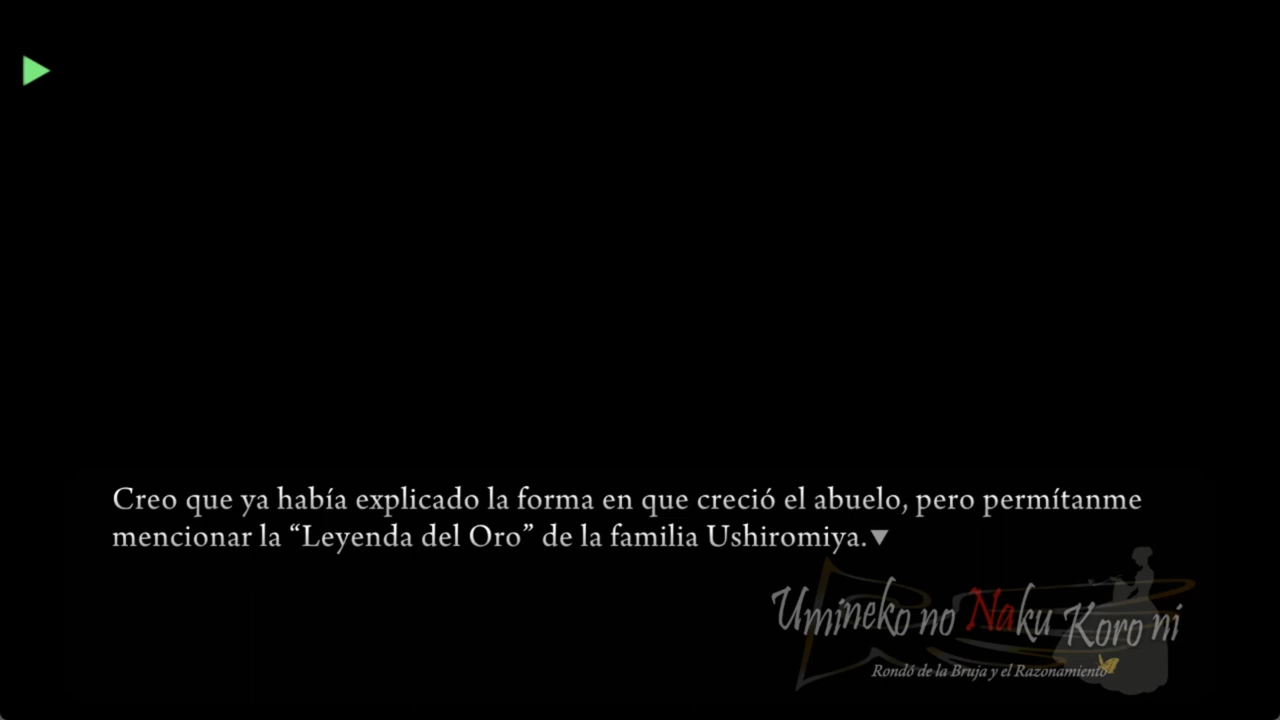 Creo que ya había explicado la forma en que creció el abuelo, pero permítanme
mencionar la “Leyenda del Oro” de la familia Ushiromiya.
Umineko no Naku Koro ni
Rondó de la Bruja y el Razonamiento